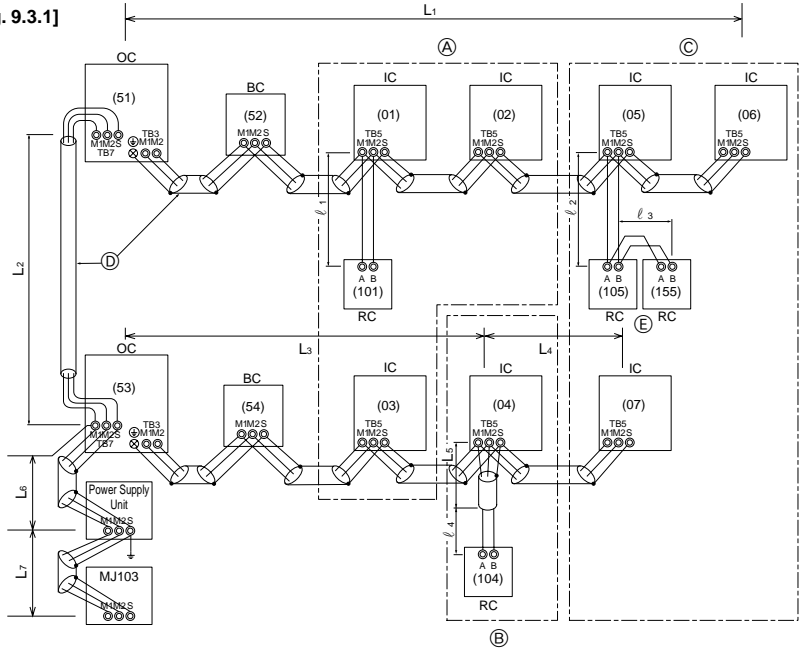 g. 9.3.1]
L1
Ⓐ
Ⓒ
OC
(51)
M1M2S
TB7
TB3
M1M2
BC
(52)
M1M2S
IC
(01)
TB5
M1M2S
IC
(02)
TB5
M1M2S
IC
(05)
TB5
M1M2S
IC
(06)
TB5
M1M2S
L2
Ⓓ
ℓ1
ℓ2
ℓ3
A B
(101)
RC
A B
(105)
RC
Ⓔ
A B
(155)
RC
L3
L4
OC
(53)
M1M2S
TB7
TB3
M1M2
BC
(54)
M1M2S
IC
(03)
TB5
M1M2S
IC
(04)
TB5
M1M2S
IC
(07)
TB5
M1M2S
L5
L6
Power Supply
Unit
M1M2S
ℓ4
L7
MJ103
M1M2S
A B
(104)
RC
Ⓑ